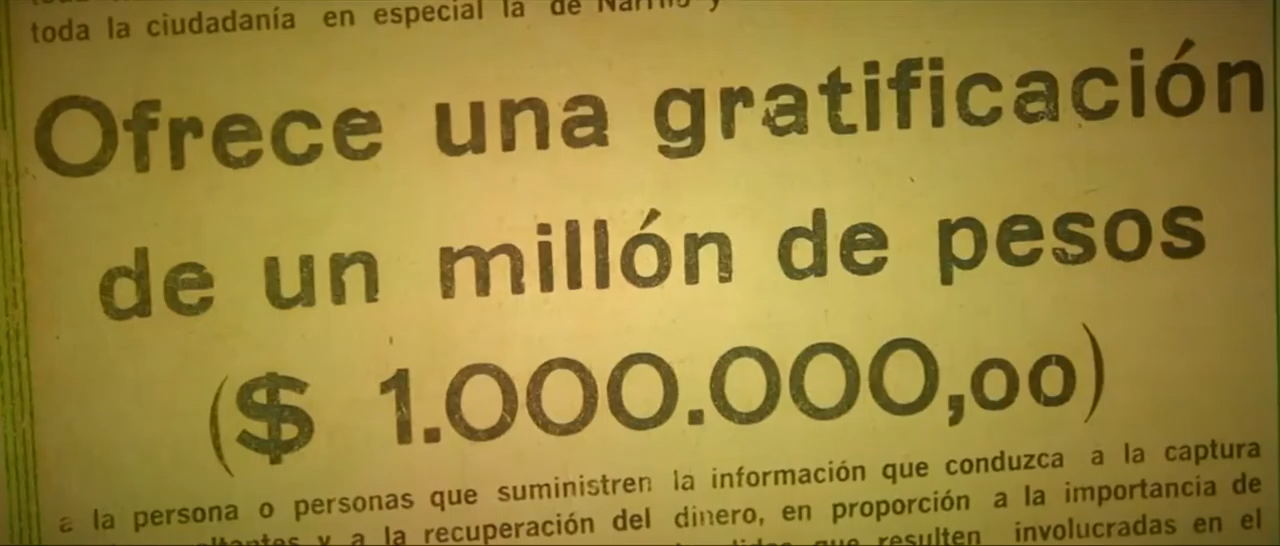 toda la ciudadanía en especial la de Nariño y
Ofrece una gratificación
de un millón de pesos
($ 1.000.000,oo)
a la persona o personas que suministren la información que conduzca a la captura
y a la recuperación del dinero, en proporción a la importancia de
que resulten involucradas en el